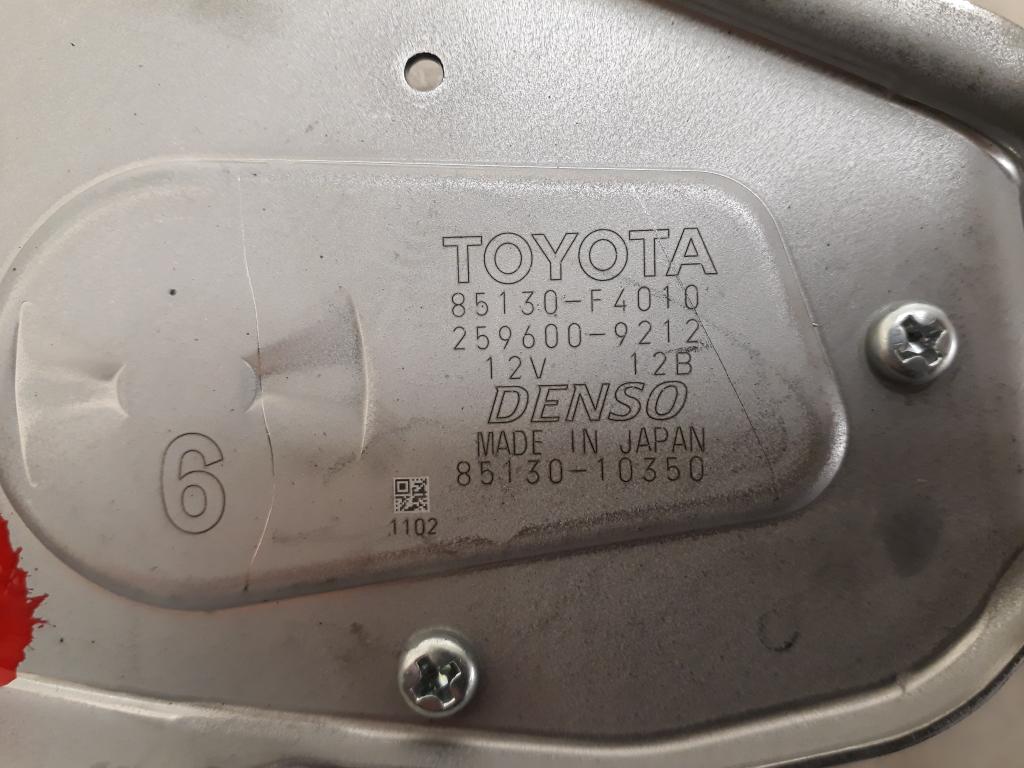 TOYOTA
85130-F4010
259600-9212
12V 12B
DENSO
MADE IN JAPAN
85130-10350
6
1102